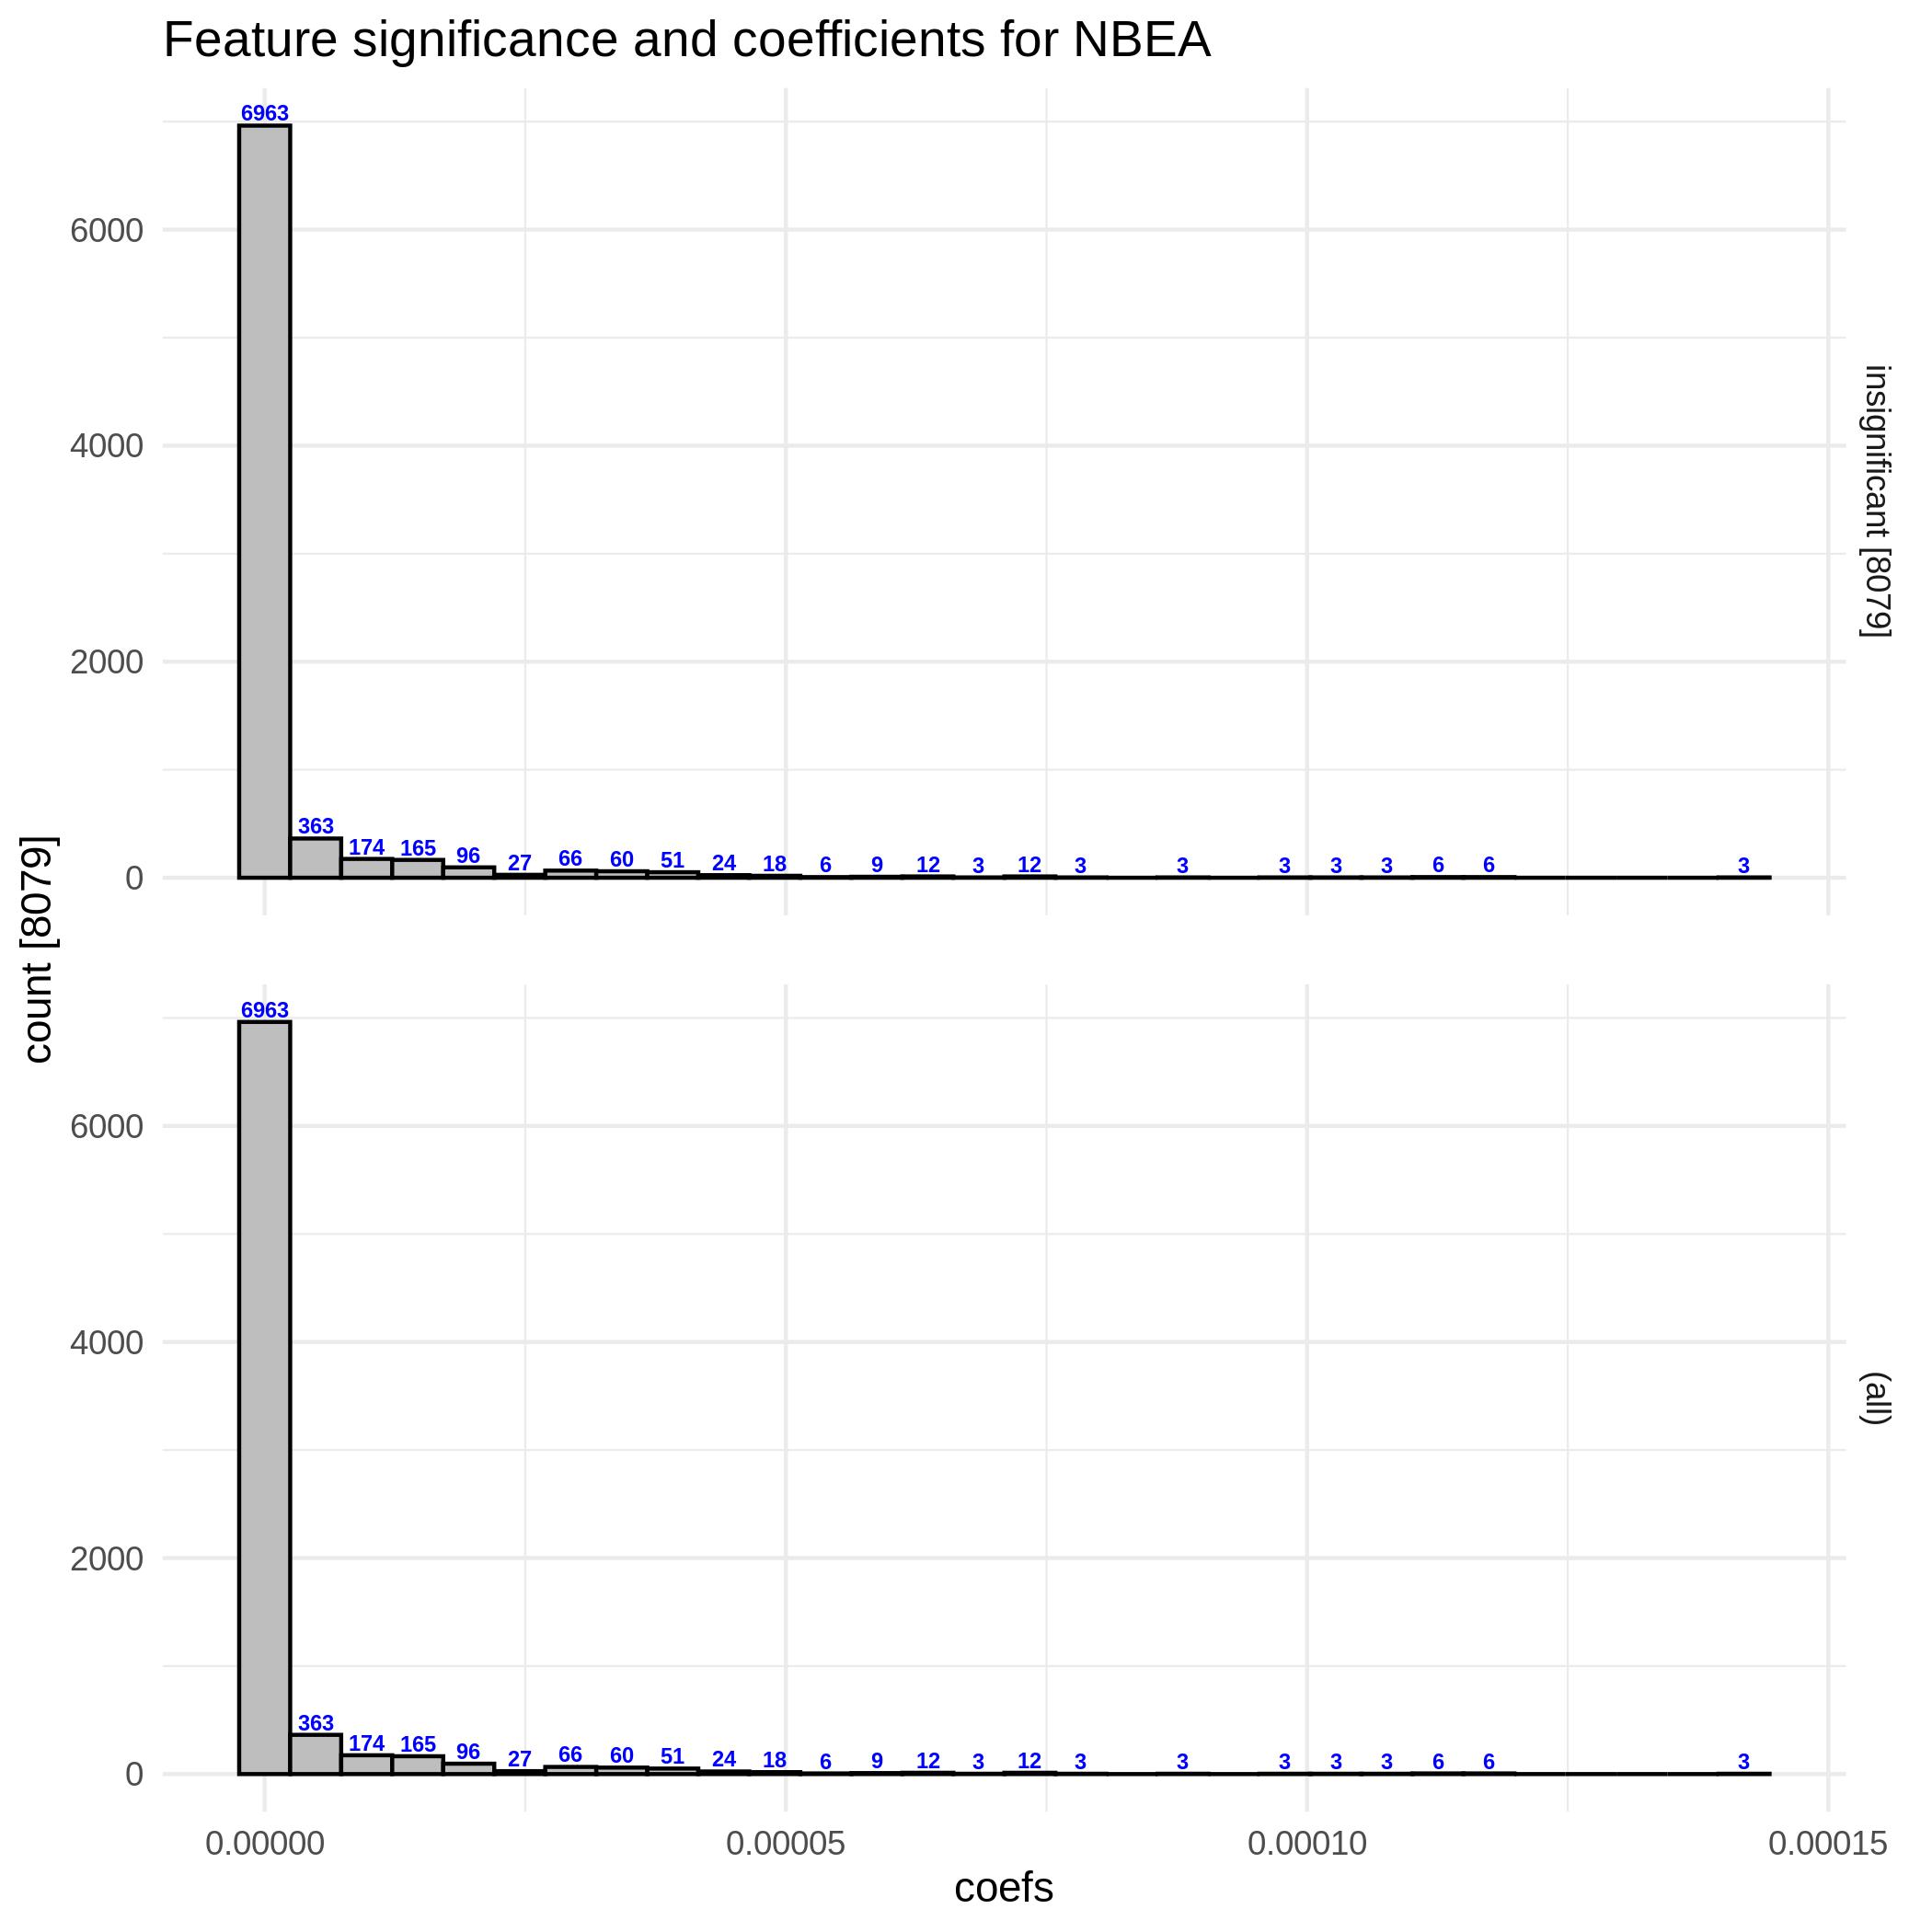 Feature significance and coefficients for NBEA
count [8079]
6963
363 174 165 96 27 66 60 51 24 18 6 9 12 3 12 3 3 3 3 3 6 6 3
6000
4000
2000
0
insignificant [8079]
6963
363 174 165 96 27 66 60 51 24 18 6 9 12 3 12 3 3 3 3 3 6 6 3
6000
4000
2000
0
(all)
0.00000 0.00005 0.00010 0.00015
coefs